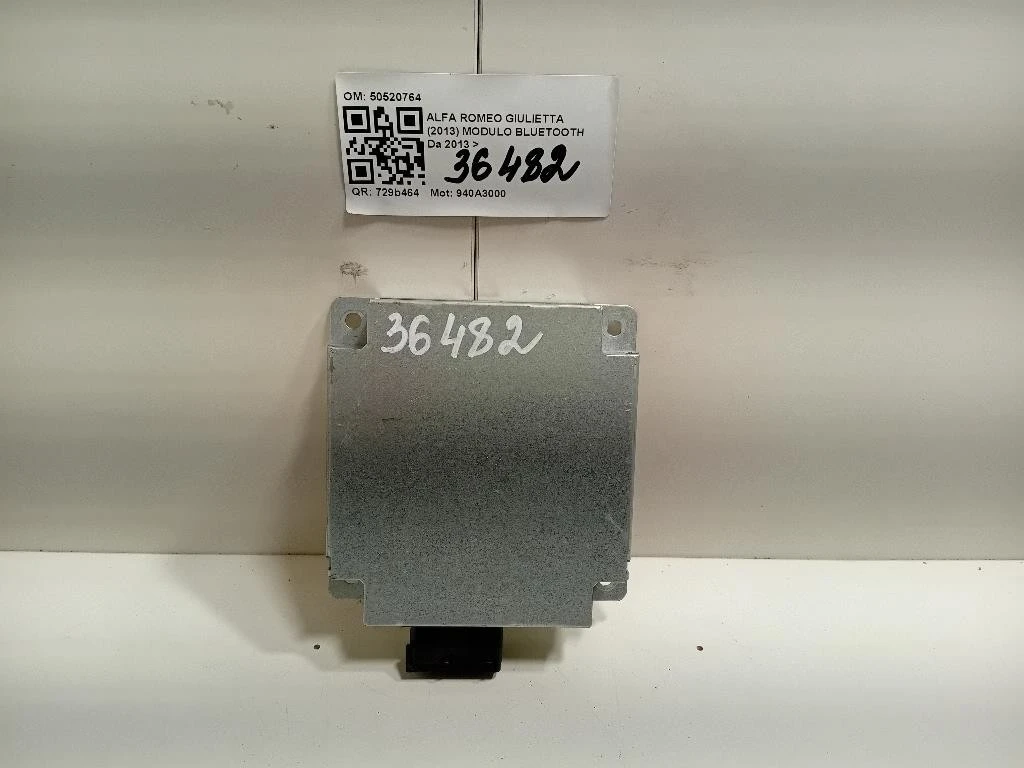 OM: 50520764
ALFA ROMEO GIULIETTA
(2013) MODULO BLUETOOTH
Da 2013 >
36482
QR: 729b464 Mot: 940A3000
36482